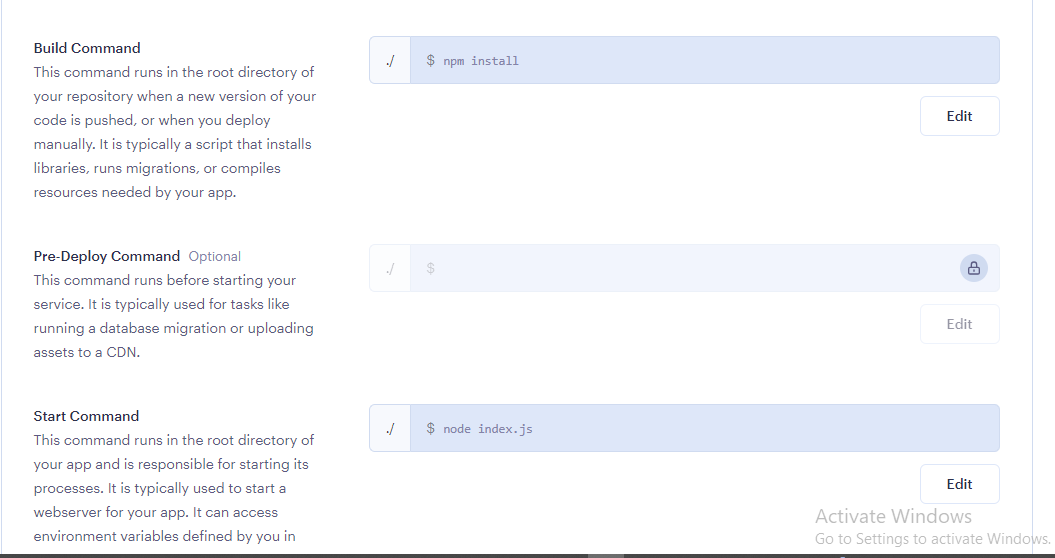 Build Command
This command runs in the root directory of
your repository when a new version of your
code is pushed, or when you deploy
manually. It is typically a script that installs
libraries, runs migrations, or compiles
resources needed by your app.
./ $ npm install
Edit
Pre-Deploy Command Optional
This command runs before starting your
service. It is typically used for tasks like
running a database migration or uploading
assets to a CDN.
./ $
Edit
Start Command
This command runs in the root directory of
your app and is responsible for starting its
processes. It is typically used to start a
webserver for your app. It can access
environment variables defined by you in
./ $ node index.js
Edit
Activate Windows
Go to Settings to activate Windows.